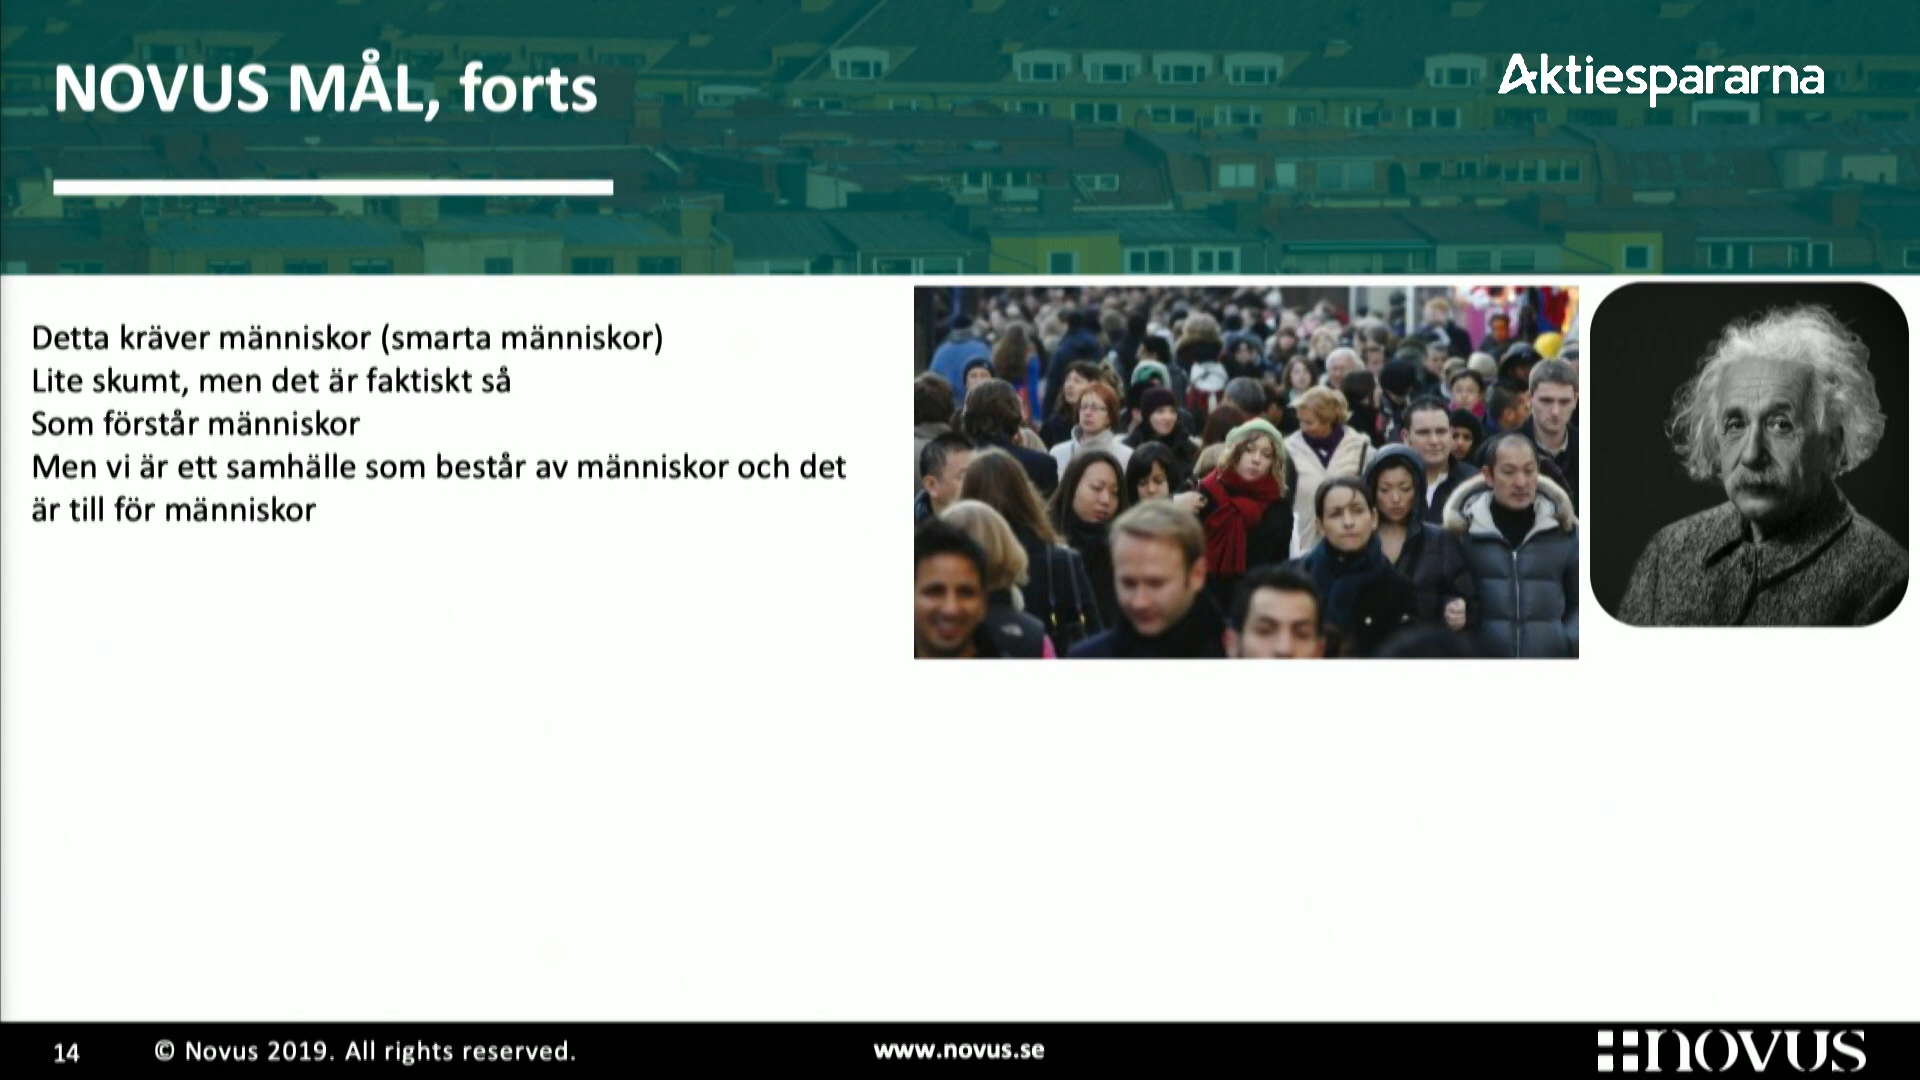 NOVUS MÅL, forts
Aktiespararna
Detta kräver människor (smarta människor)
Lite skumt, men det är faktiskt så
Som förstår människor
Men vi är ett samhälle som består av människor och det
är till för människor
14
© Novus 2019. All rights reserved.
www.novus.se
novus